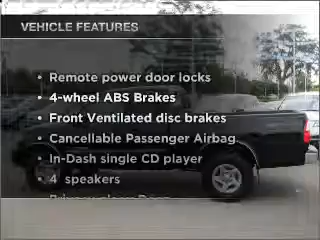 VEHICLE FEATURES
• Remote power door locks
• 4-wheel ABS Brakes
• Front Ventilated disc brakes
• Cancellable Passenger Airbag
• In-Dash single CD player
• 4 speakers